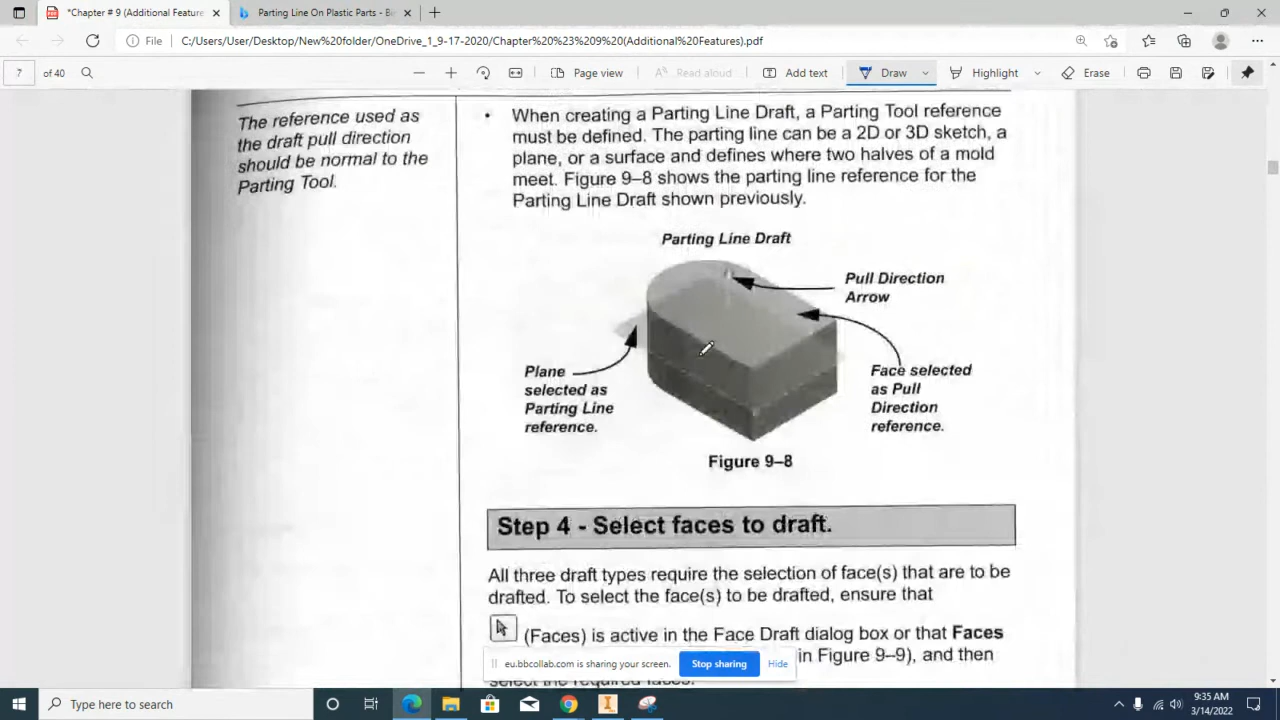 *Chapter # 9 (Additional Feature
Parting Line On Plastic Parts - Bi
File
C:/Users/User/Desktop/New%20folder/OneDrive_1_9-17-2020/Chapter%20%23%209%20(Additional%20Features).pdf
7 of 40
Page view
Read aloud
Add text
Draw
Highlight
Erase
The reference used as
the draft pull direction
should be normal to the
Parting Tool.
• When creating a Parting Line Draft, a Parting Tool reference
must be defined. The parting line can be a 2D or 3D sketch, a
plane, or a surface and defines where two halves of a mold
meet. Figure 9–8 shows the parting line reference for the
Parting Line Draft shown previously.
Parting Line Draft
Pull Direction
Arrow
Plane
selected as
Parting Line
reference.
Face selected
as Pull
Direction
reference.
Figure 9–8
Step 4 - Select faces to draft.
All three draft types require the selection of face(s) that are to be
drafted. To select the face(s) to be drafted, ensure that
(Faces) is active in the Face Draft dialog box or that Faces
in Figure 9–9), and then
select the required faces.
eu.bbcollab.com is sharing your screen.
Stop sharing
Hide
Type here to search
9:35 AM
3/14/2022